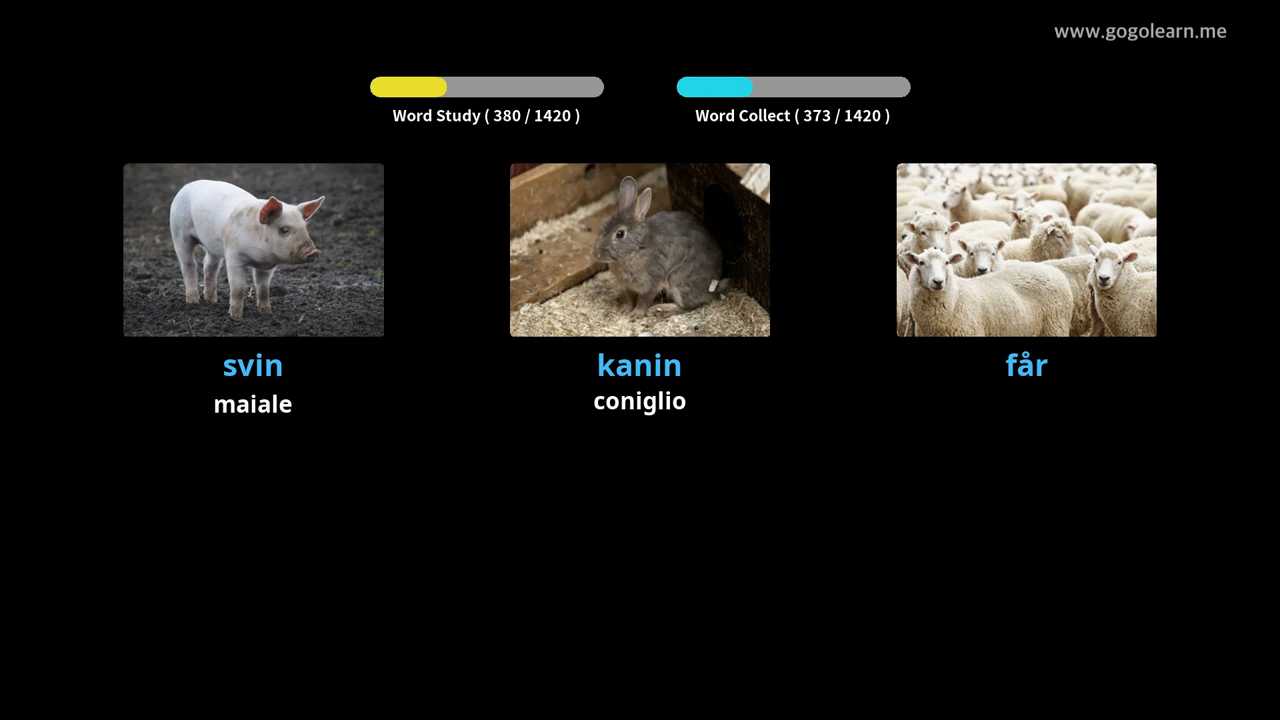 www.gogolearn.me
Word Study ( 380 / 1420 )
Word Collect ( 373 / 1420 )
svin
maiale
kanin
coniglio
får